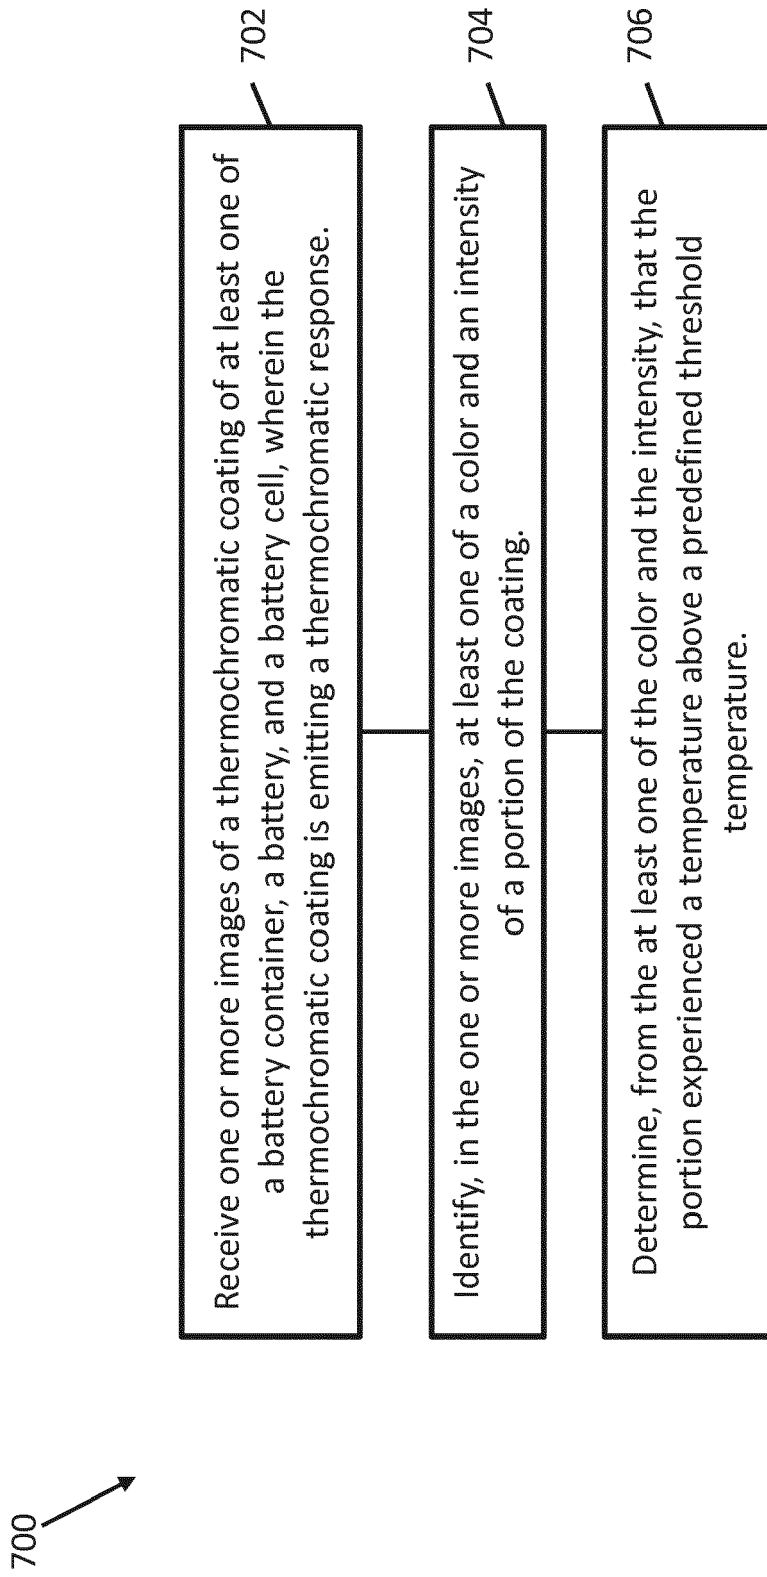 700
702
Receive one or more images of a thermochromatic coating of at least one of
a battery container, a battery, and a battery cell, wherein the
thermochromatic coating is emitting a thermochromatic response.
704
Identify, in the one or more images, at least one of a color and an intensity
of a portion of the coating.
706
Determine, from the at least one of the color and the intensity, that the
portion experienced a temperature above a predefined threshold
temperature.